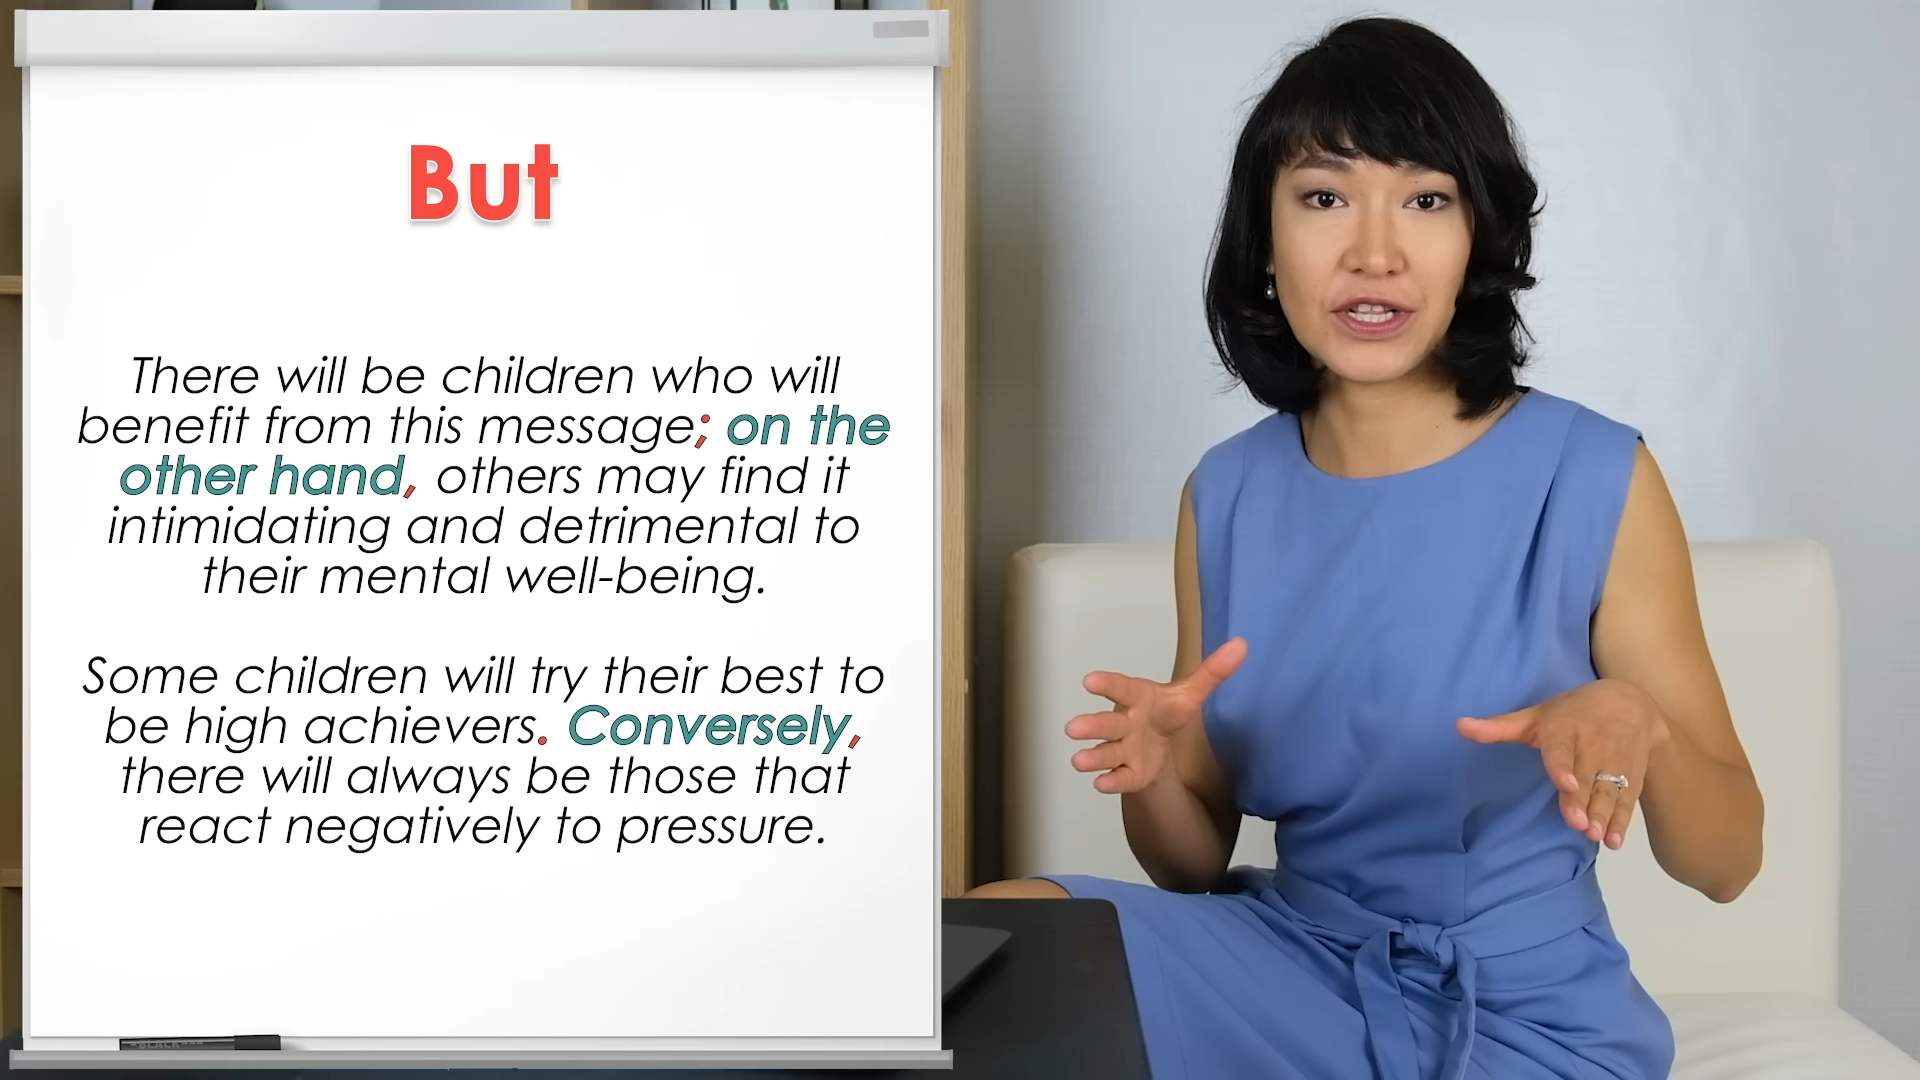 But
There will be children who will
benefit from this message; on the
other hand, others may find it
intimidating and detrimental to
their mental well-being.
Some children will try their best to
be high achievers. Conversely,
there will always be those that
react negatively to pressure.
BLACK